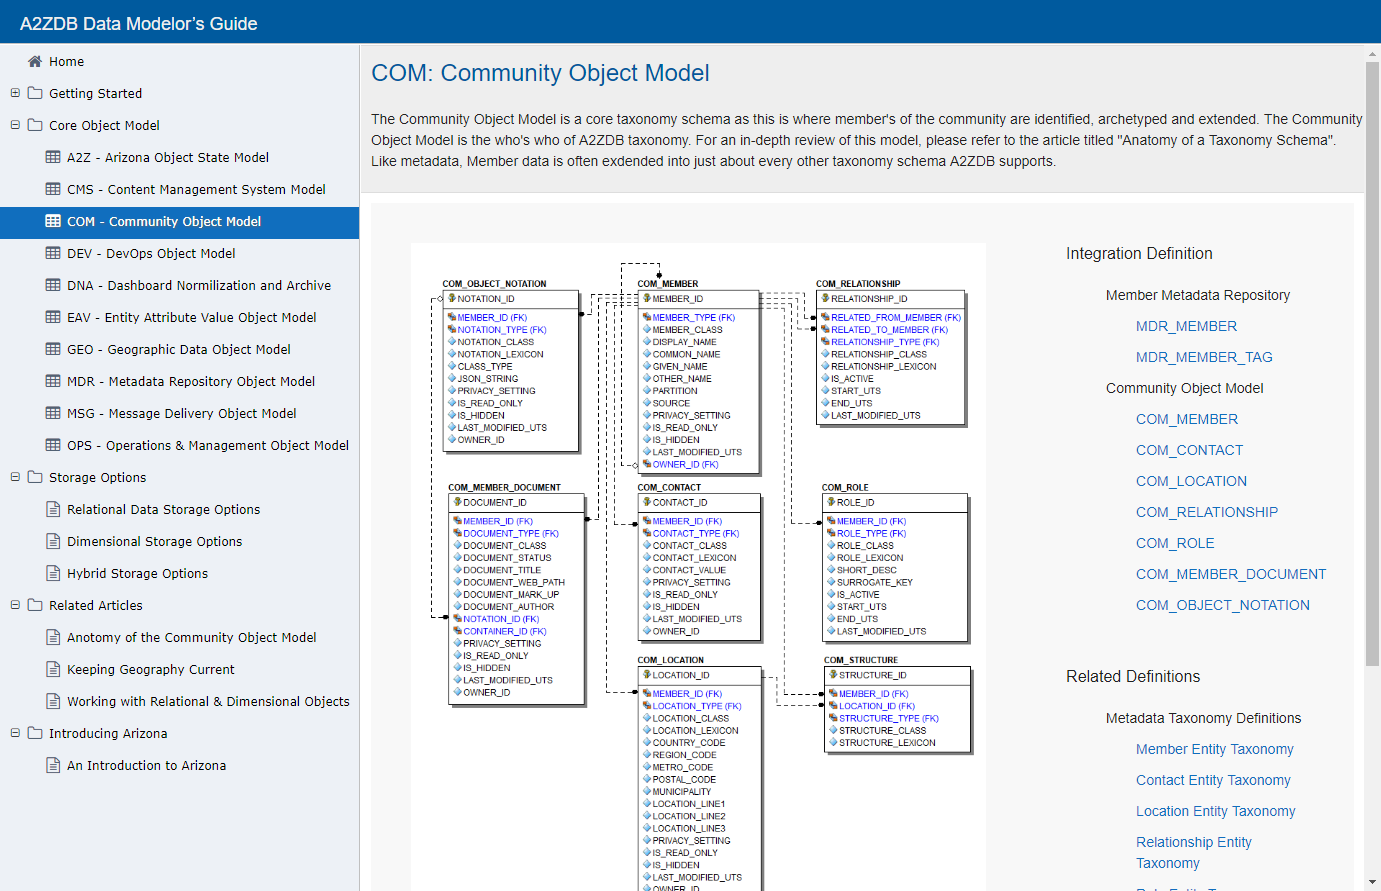 A2ZDB Data Modelor's Guide
Home
Getting Started
Core Object Model
A2Z - Arizona Object State Model
CMS - Content Management System Model
COM - Community Object Model
DEV - DevOps Object Model
DNA - Dashboard Normilization and Archive
EAV - Entity Attribute Value Object Model
GEO - Geographic Data Object Model
MDR - Metadata Repository Object Model
MSG - Message Delivery Object Model
OPS - Operations & Management Object Model
Storage Options
Relational Data Storage Options
Dimensional Storage Options
Hybrid Storage Options
Related Articles
Anotomy of the Community Object Model
Keeping Geography Current
Working with Relational & Dimensional Objects
Introducing Arizona
An Introduction to Arizona
COM: Community Object Model
The Community Object Model is a core taxonomy schema as this is where member's of the community are identified, archetyped and extended. The Community
Object Model is the who's who of A2ZDB taxonomy. For an in-depth review of this model, please refer to the article titled "Anatomy of a Taxonomy Schema".
Like metadata, Member data is often exdended into just about every other taxonomy schema A2ZDB supports.
COM_OBJECT_NOTATION
NOTATION_ID
MEMBER_ID (FK)
NOTATION_TYPE (FK)
NOTATION_CLASS
NOTATION_LEXICON
CLASS_TYPE
JSON_STRING
PRIVACY_SETTING
IS_READ_ONLY
IS_HIDDEN
LAST_MODIFIED_UTS
OWNER_ID
COM_MEMBER
MEMBER_ID
MEMBER_TYPE (FK)
MEMBER_CLASS
DISPLAY_NAME
COMMON_NAME
GIVEN_NAME
OTHER_NAME
PARTITION
SOURCE
PRIVACY_SETTING
IS_READ_ONLY
IS_HIDDEN
LAST_MODIFIED_UTS
OWNER_ID (FK)
COM_RELATIONSHIP
RELATIONSHIP_ID
RELATED_FROM_MEMBER (FK)
RELATED_TO_MEMBER (FK)
RELATIONSHIP_TYPE (FK)
RELATIONSHIP_CLASS
RELATIONSHIP_LEXICON
IS_ACTIVE
START_UTS
END_UTS
LAST_MODIFIED_UTS
COM_MEMBER_DOCUMENT
DOCUMENT_ID
MEMBER_ID (FK)
DOCUMENT_TYPE (FK)
DOCUMENT_CLASS
DOCUMENT_STATUS
DOCUMENT_TITLE
DOCUMENT_WEB_PATH
DOCUMENT_MARK_UP
DOCUMENT_AUTHOR
NOTATION_ID (FK)
CONTAINER_ID (FK)
PRIVACY_SETTING
IS_READ_ONLY
IS_HIDDEN
LAST_MODIFIED_UTS
OWNER_ID
COM_CONTACT
CONTACT_ID
MEMBER_ID (FK)
CONTACT_TYPE (FK)
CONTACT_CLASS
CONTACT_LEXICON
CONTACT_VALUE
PRIVACY_SETTING
IS_READ_ONLY
IS_HIDDEN
LAST_MODIFIED_UTS
OWNER_ID
COM_ROLE
ROLE_ID
MEMBER_ID (FK)
ROLE_TYPE (FK)
ROLE_CLASS
ROLE_LEXICON
SHORT_DESC
SURROGATE_KEY
IS_ACTIVE
START_UTS
END_UTS
LAST_MODIFIED_UTS
COM_LOCATION
LOCATION_ID
MEMBER_ID (FK)
LOCATION_TYPE (FK)
LOCATION_CLASS
LOCATION_LEXICON
COUNTRY_CODE
REGION_CODE
METRO_CODE
POSTAL_CODE
MUNICIPALITY
LOCATION_LINE1
LOCATION_LINE2
LOCATION_LINE3
PRIVACY_SETTING
IS_READ_ONLY
IS_HIDDEN
LAST_MODIFIED_UTS
OWNER_ID
COM_STRUCTURE
STRUCTURE_ID
MEMBER_ID (FK)
LOCATION_ID (FK)
STRUCTURE_TYPE (FK)
STRUCTURE_CLASS
STRUCTURE_LEXICON
Integration Definition
Member Metadata Repository
MDR_MEMBER
MDR_MEMBER_TAG
Community Object Model
COM_MEMBER
COM_CONTACT
COM_LOCATION
COM_RELATIONSHIP
COM_ROLE
COM_MEMBER_DOCUMENT
COM_OBJECT_NOTATION
Related Definitions
Metadata Taxonomy Definitions
Member Entity Taxonomy
Contact Entity Taxonomy
Location Entity Taxonomy
Relationship Entity
Taxonomy